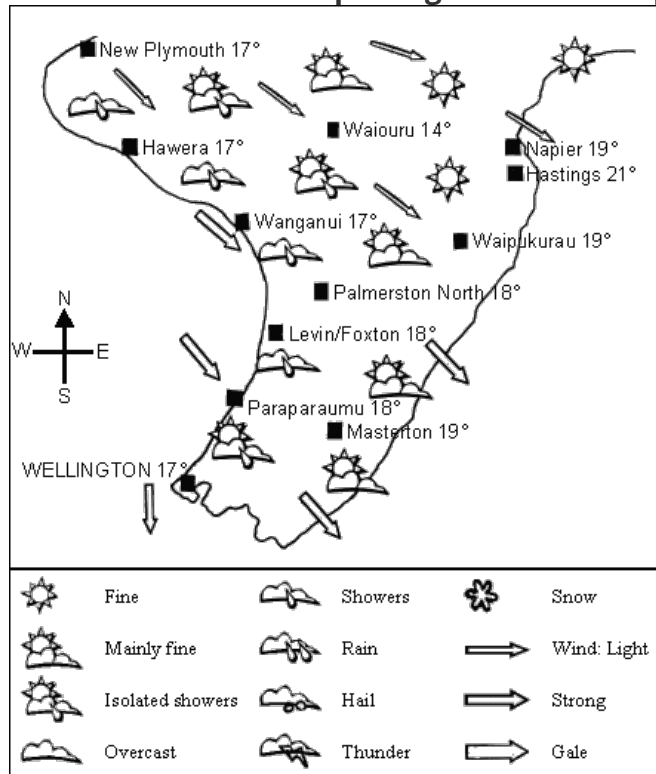 New Plymouth 17°
Waiouru 14°
Hawera 17°
Napier 19°
Hastings 21°
Wanganui 17°
Waipukurau 19°
Palmerston North 18°
N
W E
S
Levin/Foxton 18°
Paraparaumu 18°
Masterton 19°
WELLINGTON 17°
Fine
Showers
Snow
Mainly fine
Rain
Wind: Light
Isolated showers
Hail
Strong
Overcast
Thunder
Gale